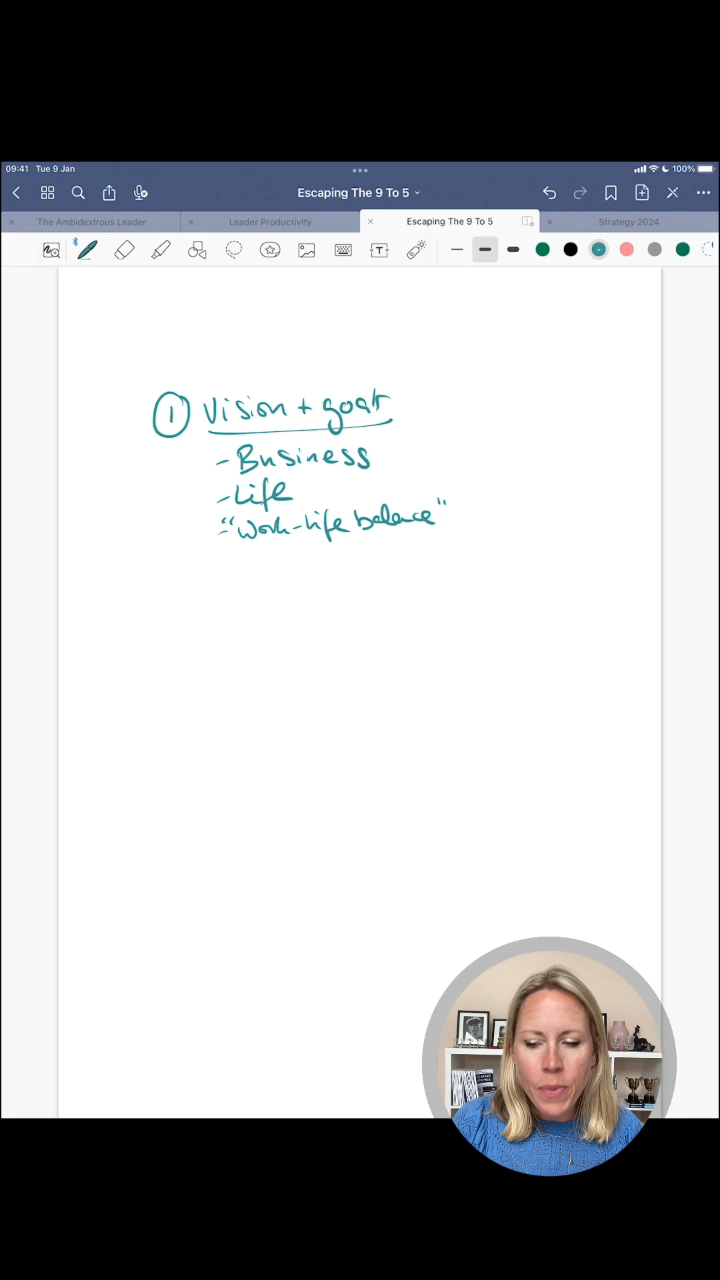 09:41 Tue 9 Jan 100%
Escaping The 9 To 5
The Ambidextrous Leader Leader Productivity Escaping The 9 To 5 Strategy 2024
T
① Vision + goals
- Business
- Life
- "Work-Life balance"